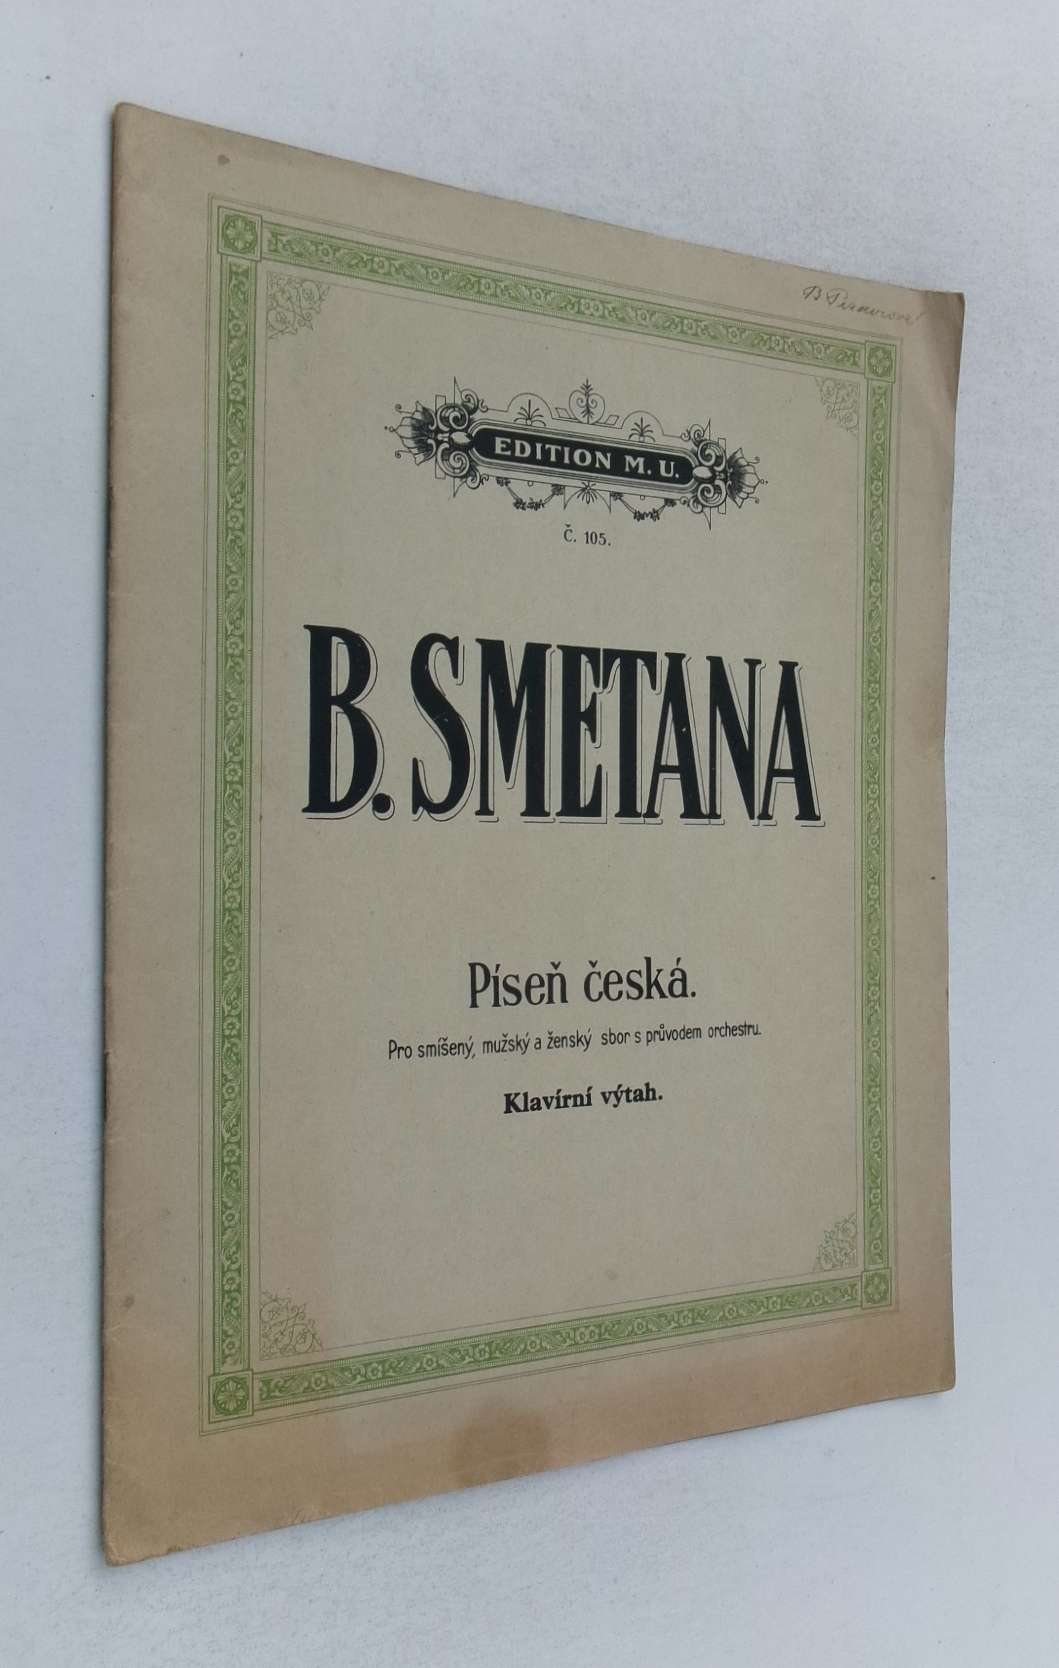 EDITION M. U.
Č. 105.
B. SMETANA
Píseň česká.
Pro smíšený, mužský a ženský sbor s průvodem orchestru.
Klavírní výtah.